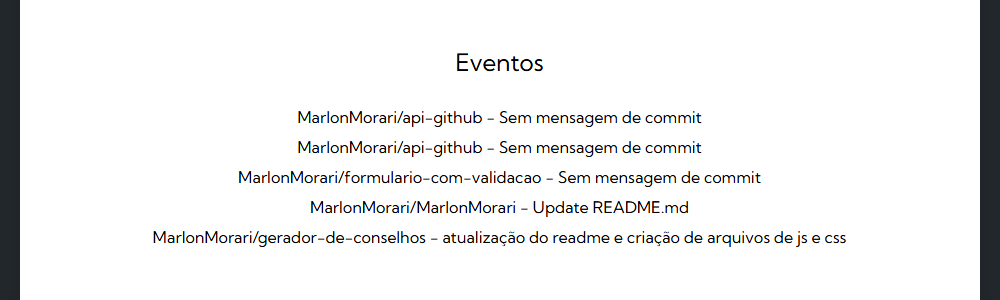 Eventos
MarlonMorari/api-github - Sem mensagem de commit
MarlonMorari/api-github - Sem mensagem de commit
MarlonMorari/formulario-com-validacao - Sem mensagem de commit
MarlonMorari/MarlonMorari - Update README.md
MarlonMorari/gerador-de-conselhos - atualização do readme e criação de arquivos de js e css